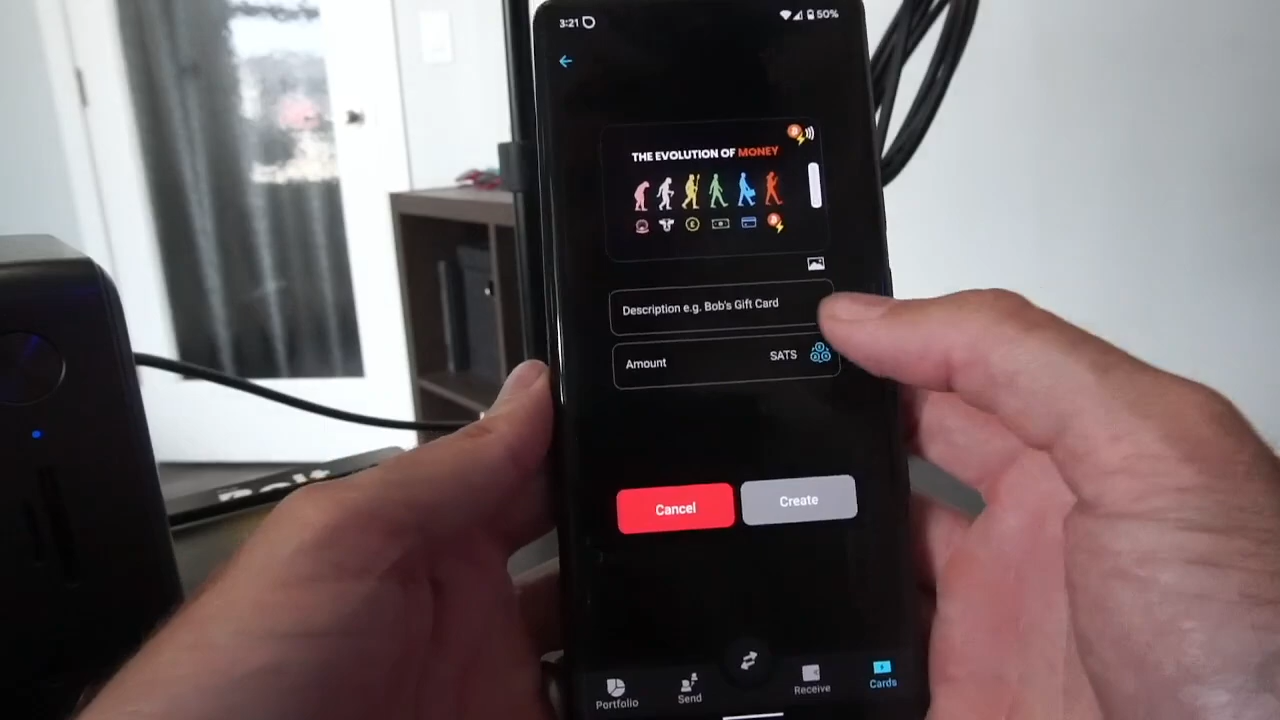 3:21
50%
THE EVOLUTION OF MONEY
Description e.g. Bob's Gift Card
Amount
SATS
Cancel
Create
Portfolio
Send
Receive
Cards